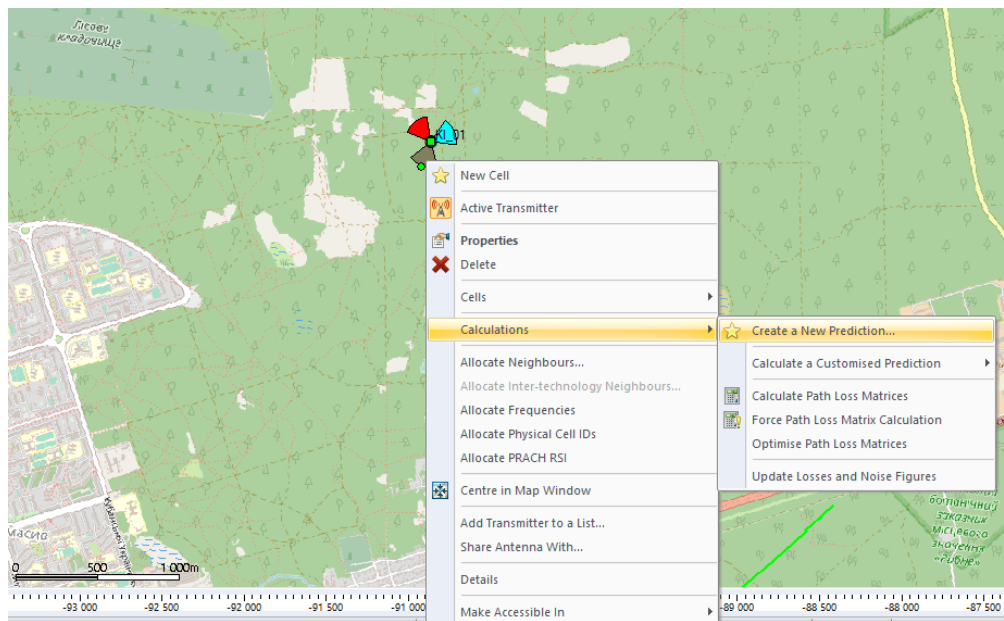 Лісове
кладовище
KI_01
New Cell
Active Transmitter
Properties
Delete
Cells
Calculations
Create a New Prediction...
Calculate a Customised Prediction
Allocate Neighbours...
Allocate Inter-technology Neighbours...
Calculate Path Loss Matrices
Allocate Frequencies
Force Path Loss Matrix Calculation
Allocate Physical Cell IDs
Optimise Path Loss Matrices
Allocate PRACH RSI
Update Losses and Noise Figures
Centre in Map Window
ботанічний
заказник
Місцевого
значення
Add Transmitter to a List...
Share Antenna With...
Details
Make Accessible In
масив
0 500 1 000m
-93 000 -92 500 -92 000 -91 500 -91 000 -89 000 -88 500 -88 000 -87 500